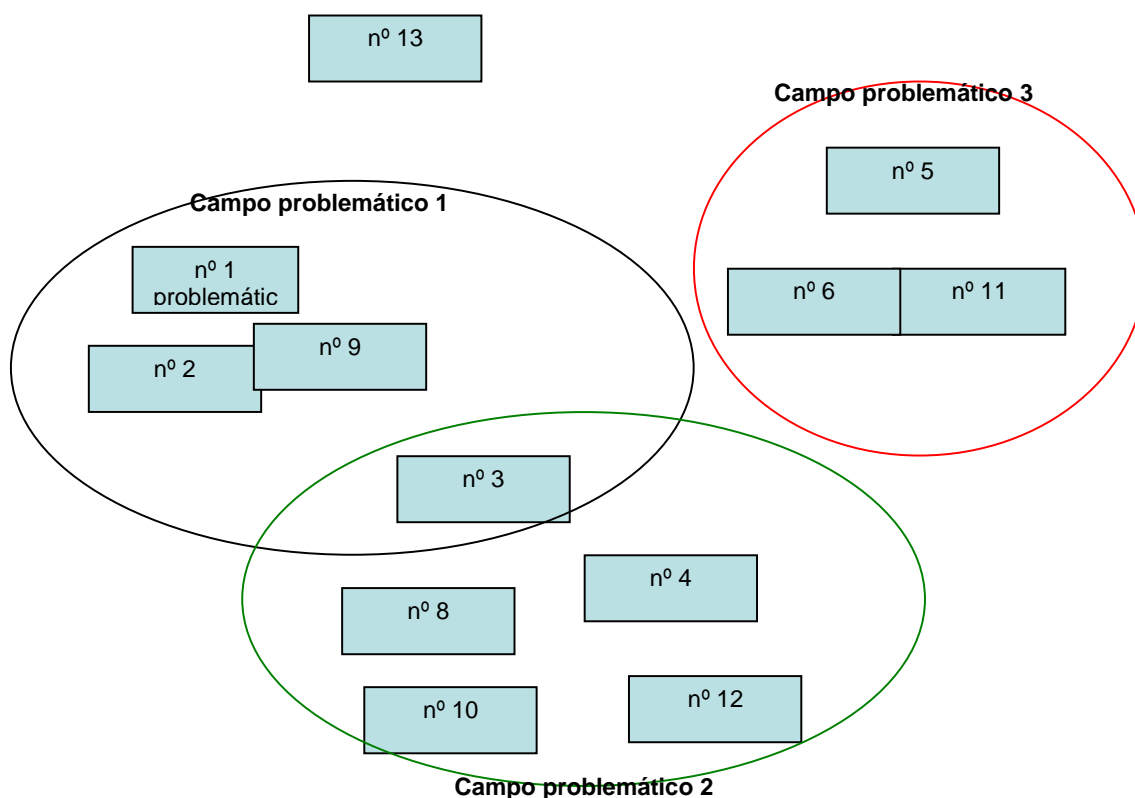 nº 13
Campo problemático 3
nº 5
Campo problemático 1
nº 1
problemátic
nº 6
nº 11
nº 9
nº 2
nº 3
nº 4
nº 8
nº 12
nº 10
Campo problemático 2